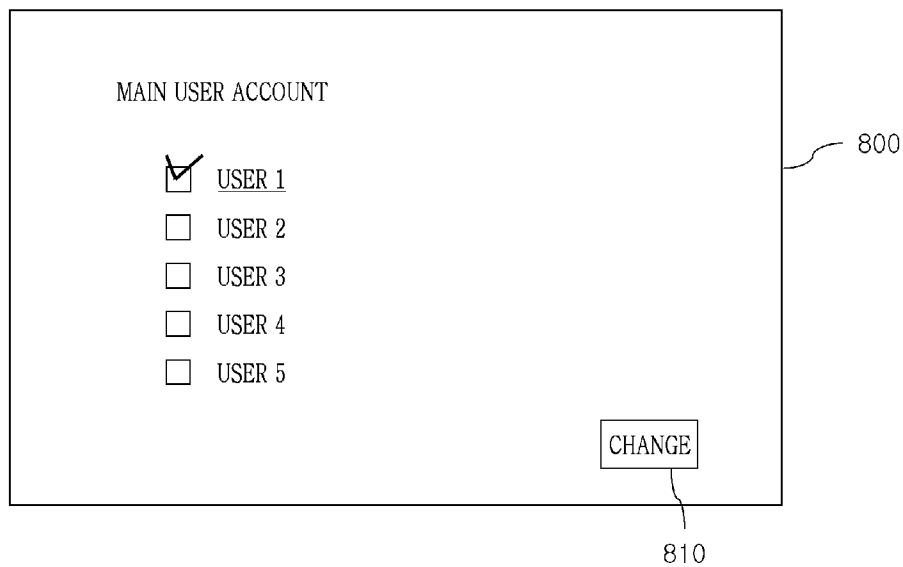 MAIN USER ACCOUNT
USER 1
USER 2
USER 3
USER 4
USER 5
CHANGE
800
810